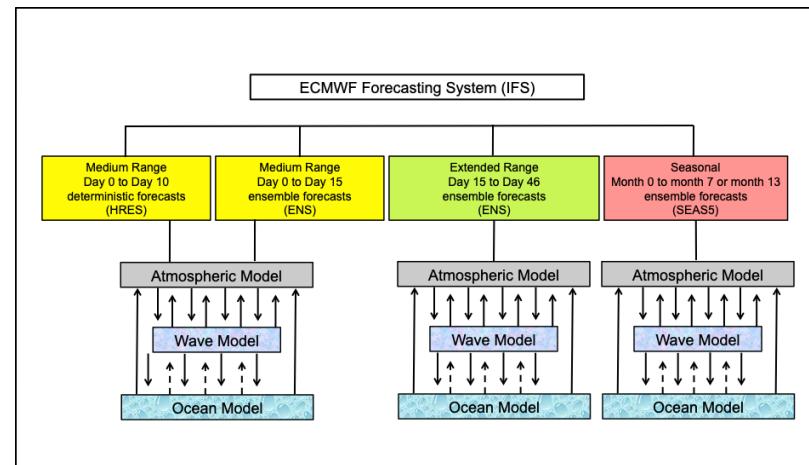 ECMWF Forecasting System (IFS)
Medium Range
Day 0 to Day 10
deterministic forecasts
(HRES)
Medium Range
Day 0 to Day 15
ensemble forecasts
(ENS)
Extended Range
Day 15 to Day 46
ensemble forecasts
(ENS)
Seasonal
Month 0 to month 7 or month 13
ensemble forecasts
(SEAS5)
Atmospheric Model
Wave Model
Ocean Model
Atmospheric Model
Wave Model
Ocean Model
Atmospheric Model
Wave Model
Ocean Model